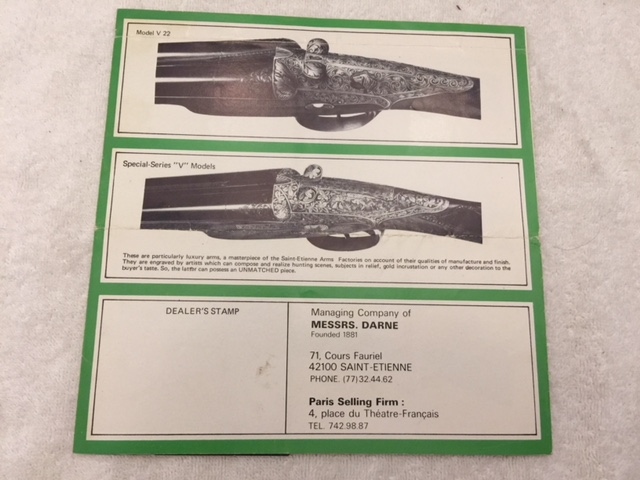 Model V 22
Special-Series "V" Models
These are particularly luxury arms, a masterpiece of the Saint-Etienne Arms Factories on account of their qualities of manufacture and finish.
They are engraved by artists which can compose and realize hunting scenes, subjects in relief, gold incrustation or any other decoration to the
buyer's taste. So, the latter can possess an UNMATCHED piece.
DEALER'S STAMP
Managing Company of
MESSRS. DARNE
Founded 1881
71, Cours Fauriel
42100 SAINT-ETIENNE
PHONE. (77) 32.44.62
Paris Selling Firm :
4, place du Théatre-Français
TEL. 742.98.87